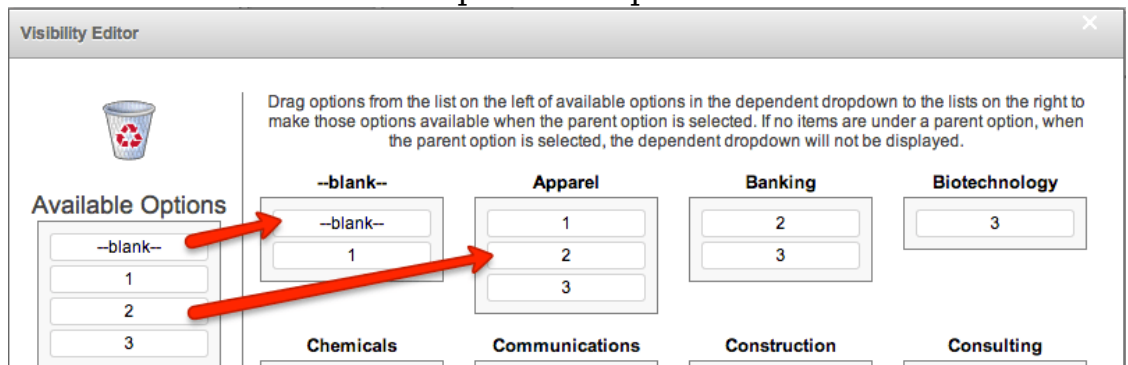 Visibility Editor
Drag options from the list on the left of available options in the dependent dropdown to the lists on the right to
make those options available when the parent option is selected. If no items are under a parent option, when
the parent option is selected, the dependent dropdown will not be displayed.
Available Options
--blank--
1
2
3
--blank--
--blank--
1
Apparel
1
2
3
Banking
2
3
Biotechnology
3
Chemicals
Communications
Construction
Consulting